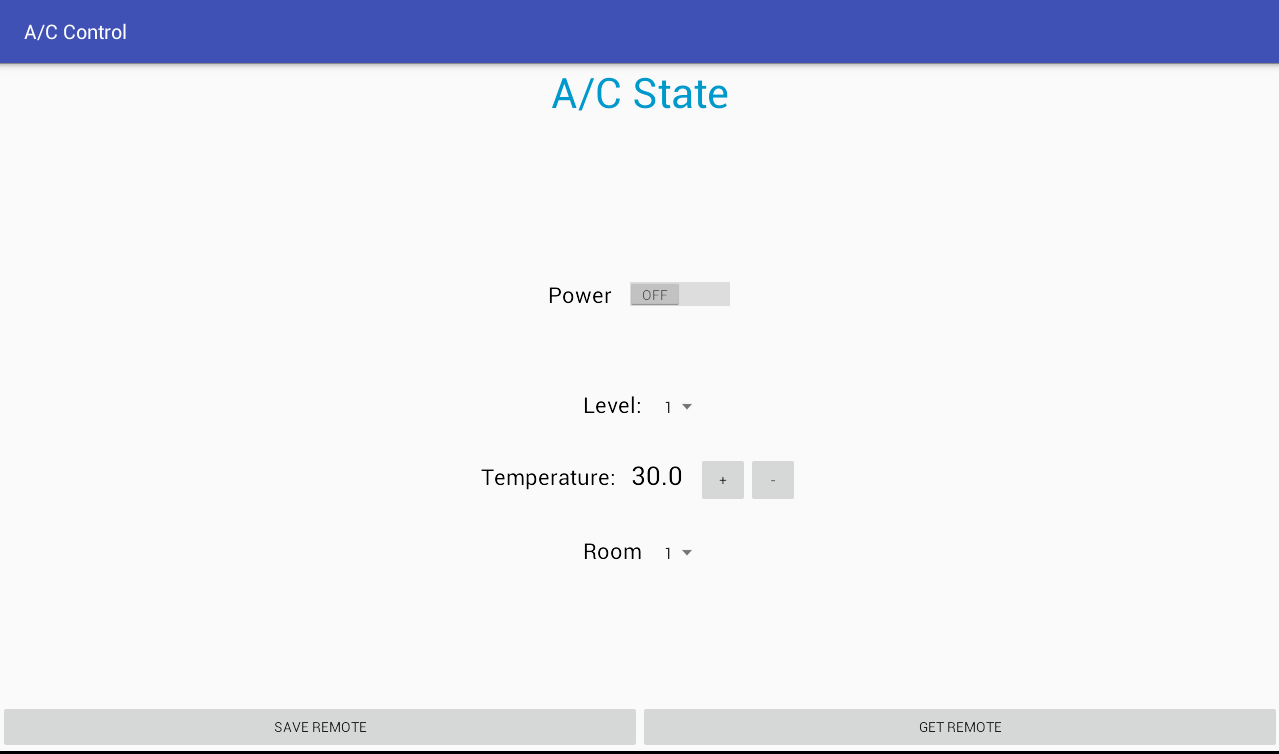 A/C Control
A/C State
Power OFF
Level: 1
Temperature: 30.0 + -
Room 1
SAVE REMOTE GET REMOTE